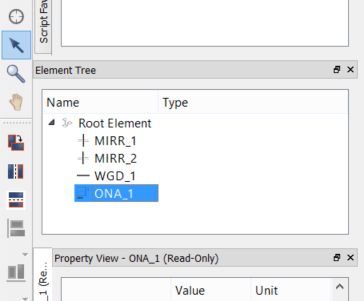 Script Fav
Element Tree
Name Type
Root Element
MIRR_1
MIRR_2
WGD_1
ONA_1
_1 (Re...
Property View - ONA_1 (Read-Only)
Value Unit